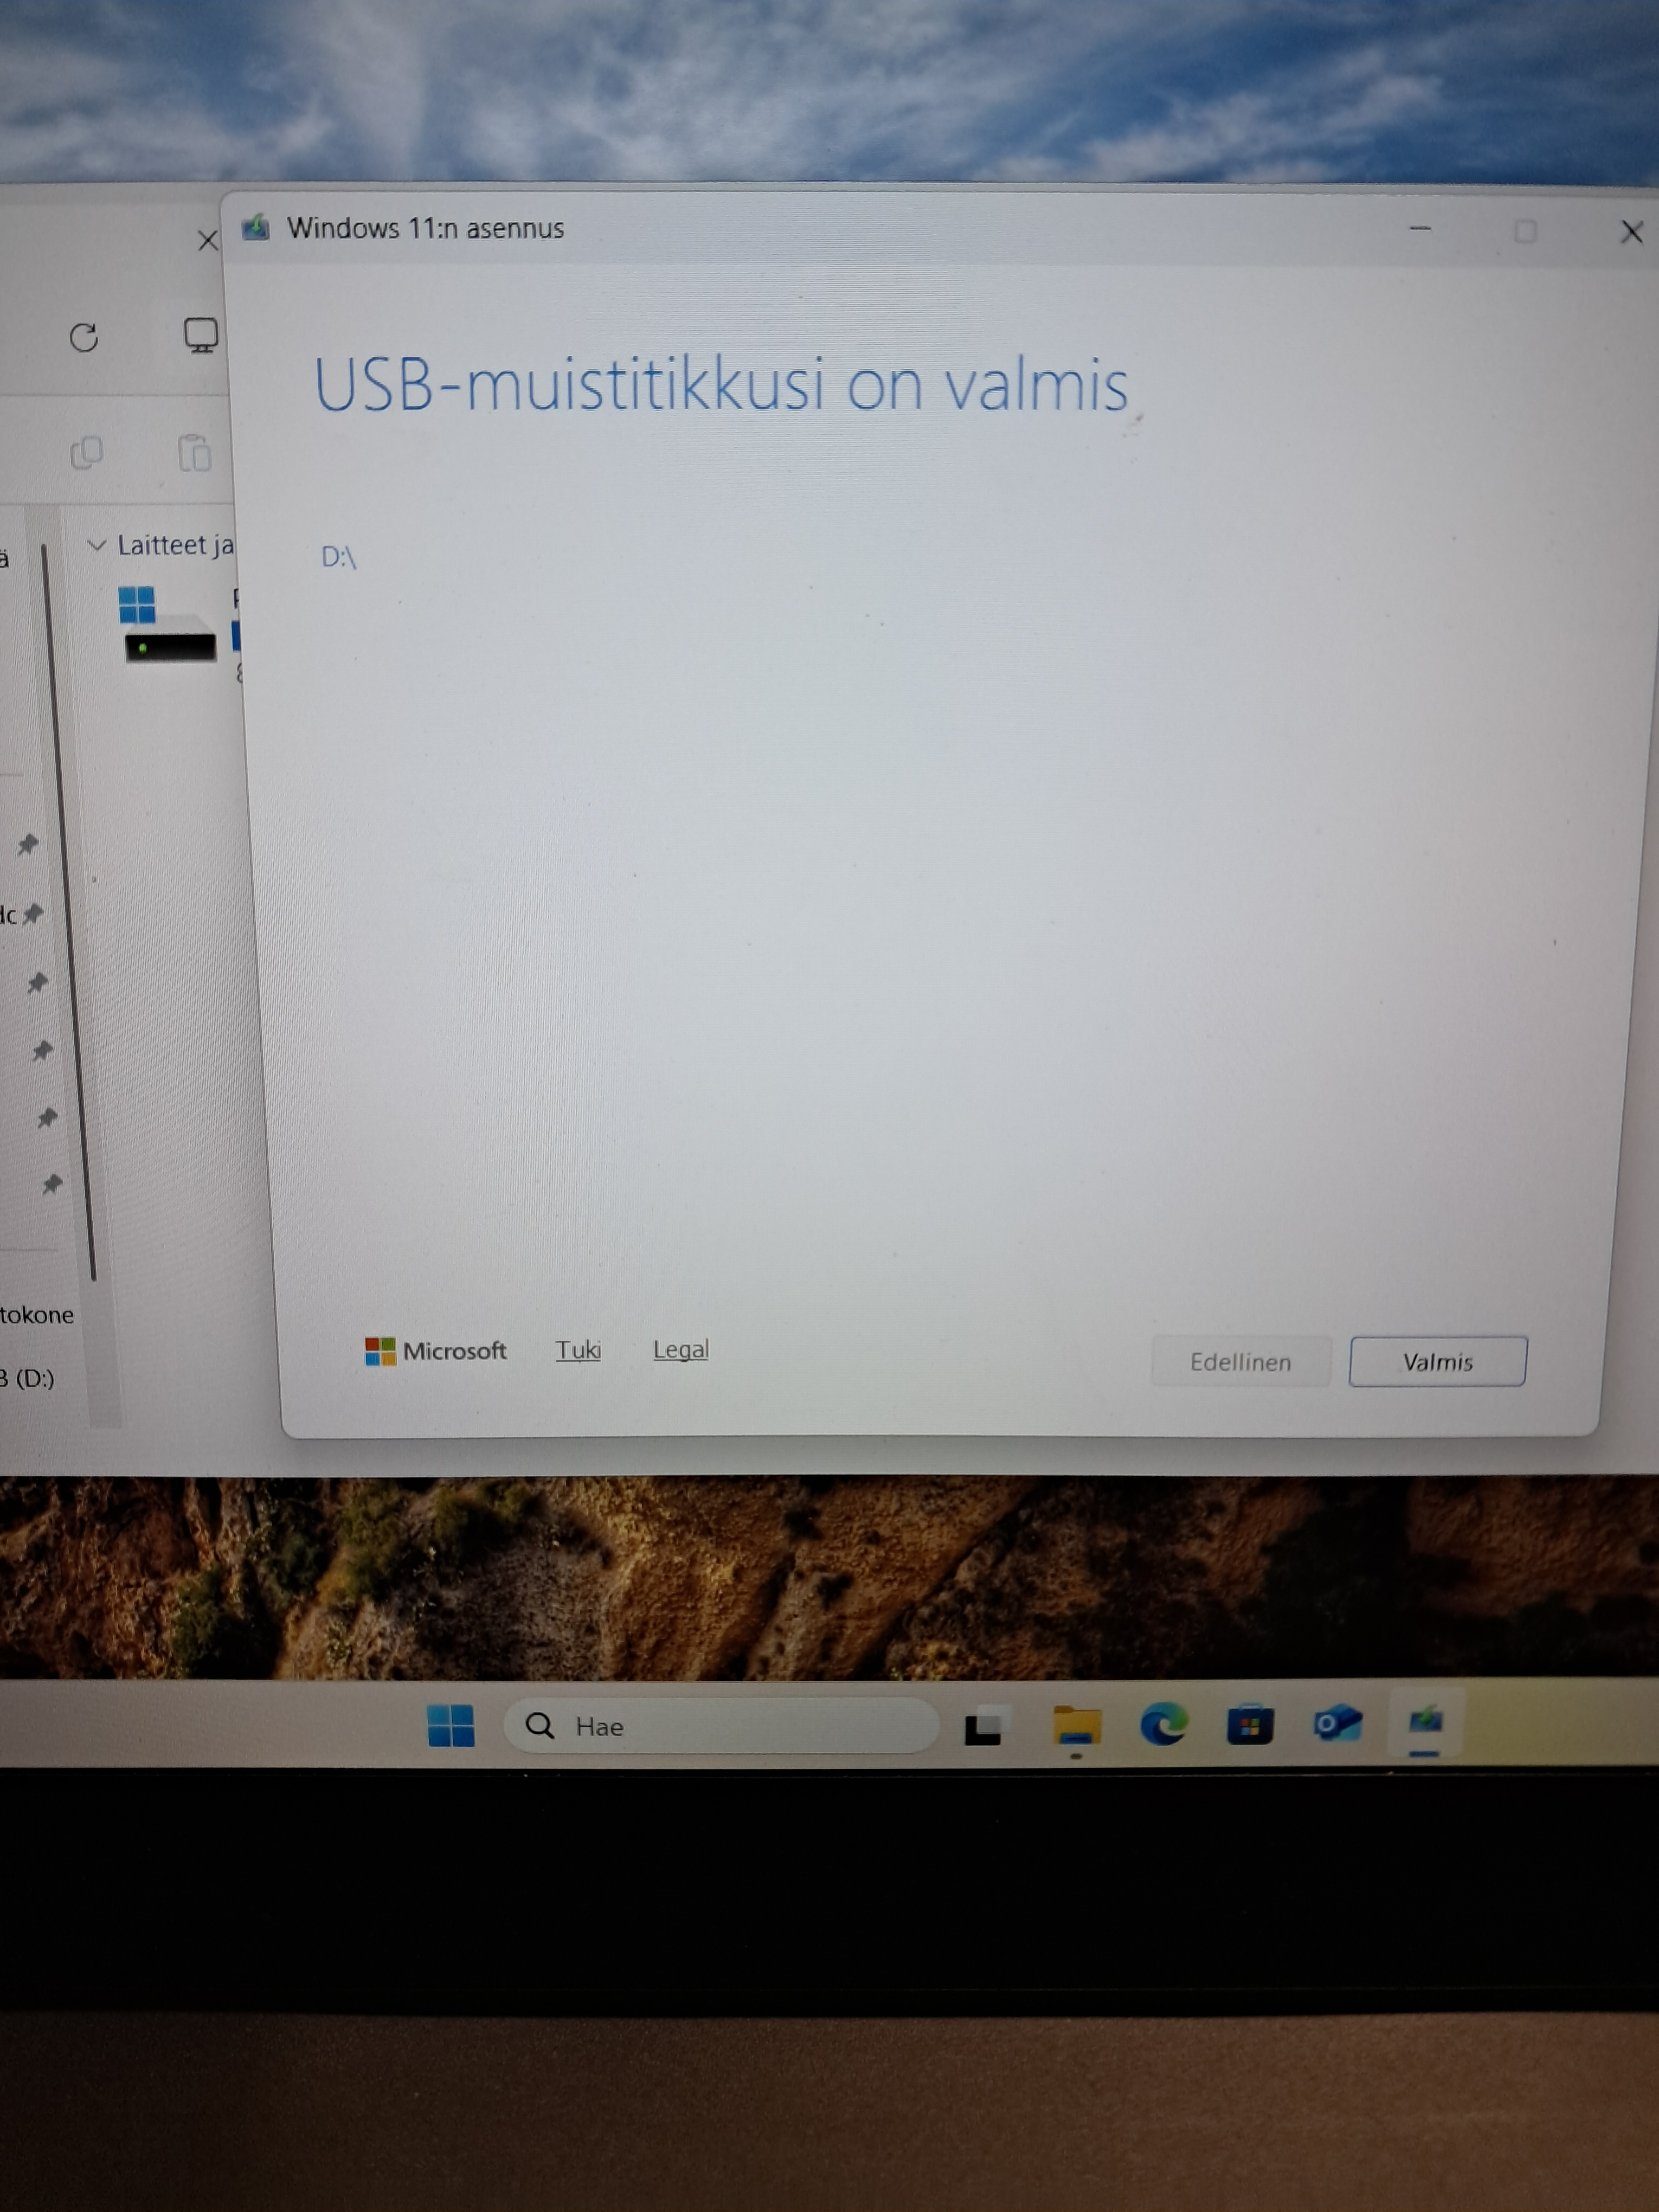 Windows 11:n asennus
USB-muistitikkusi on valmis
D:\
Laitteet ja
tokone
(D:)
Microsoft
Tuki
Legal
Edellinen
Valmis
Hae